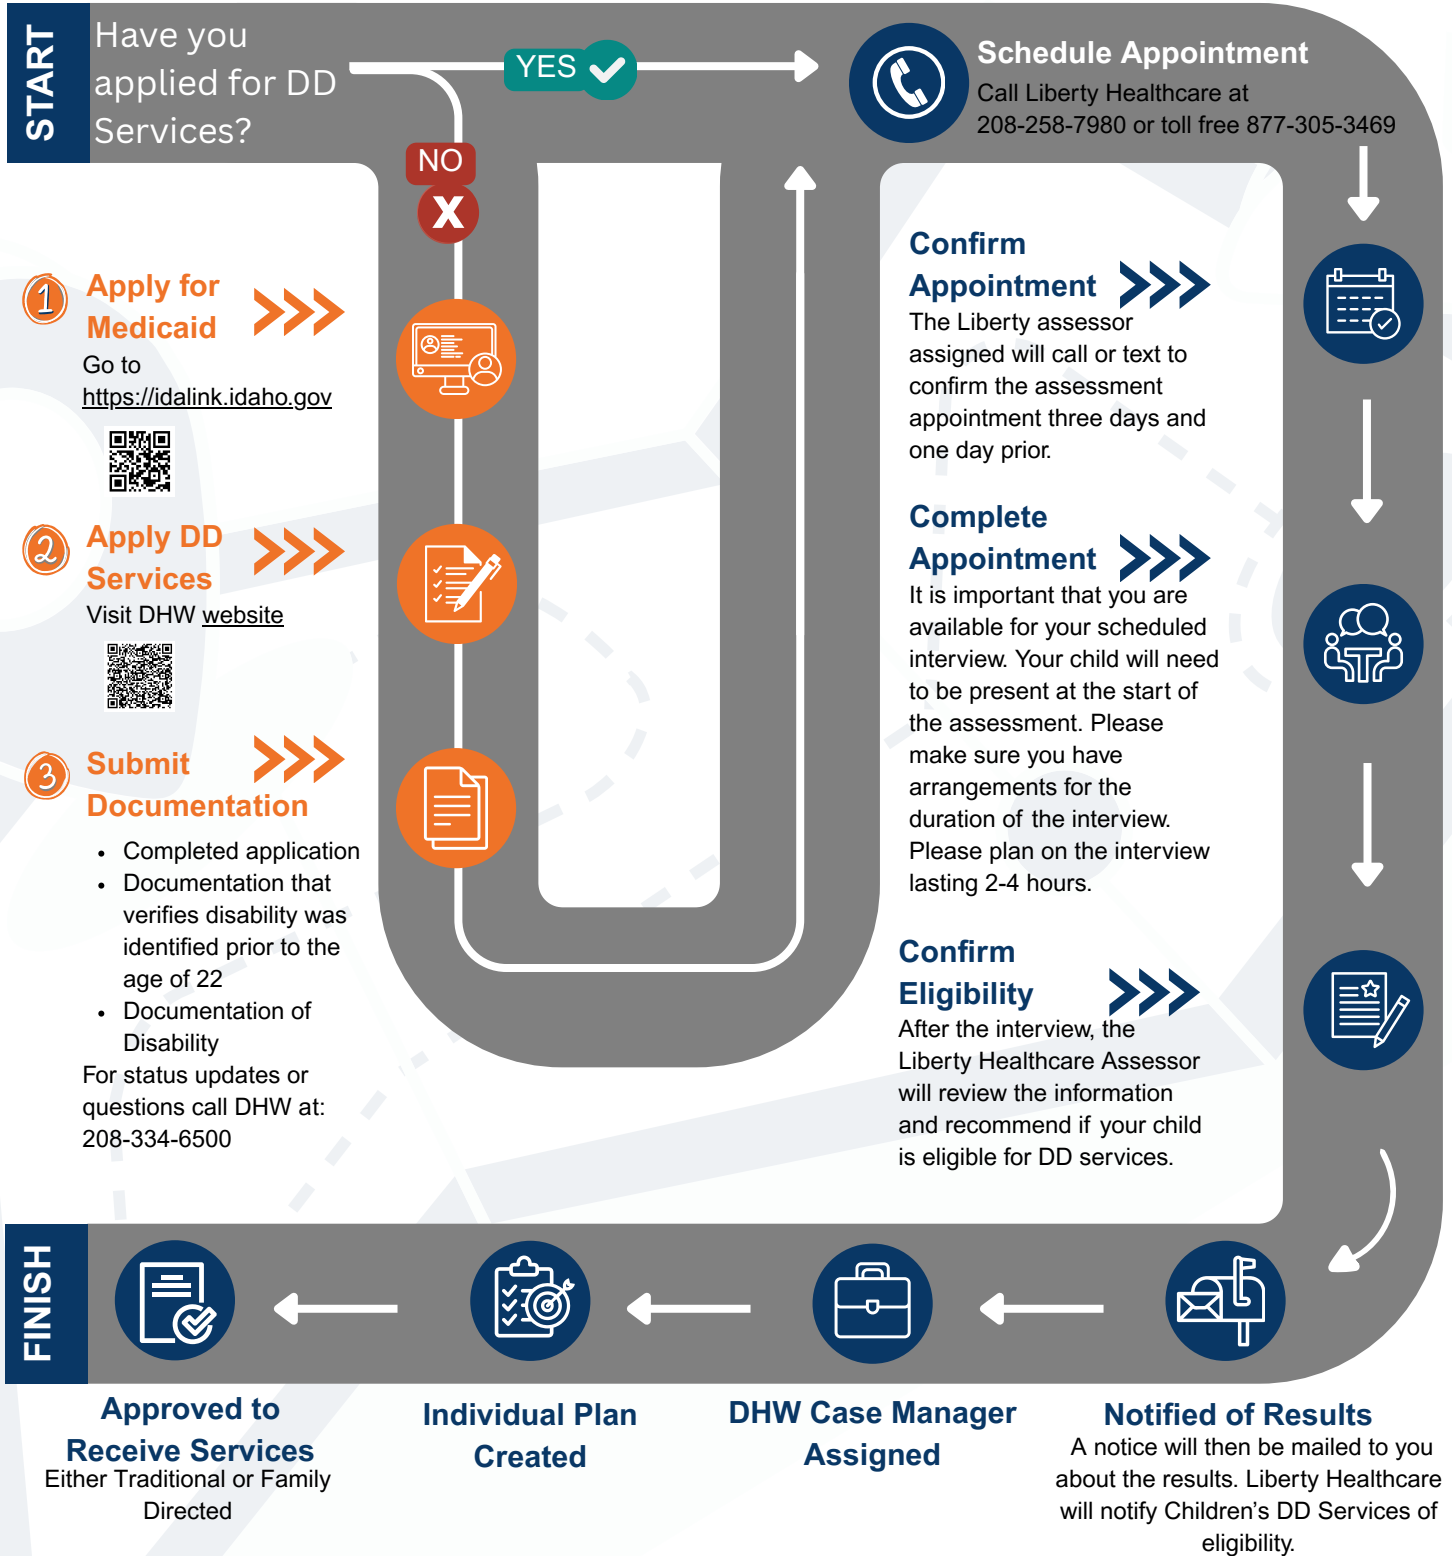 START
Have you
applied for DD
Services?
YES
NO
X
Schedule Appointment
Call Liberty Healthcare at
208-258-7980 or toll free 877-305-3469
1
Apply for
Medicaid
Go to
https://idalink.idaho.gov
2
Apply DD
Services
Visit DHW website
3
Submit
Documentation
• Completed application
• Documentation that
verifies disability was
identified prior to the
age of 22
• Documentation of
Disability
For status updates or
questions call DHW at:
208-334-6500
Confirm
Appointment
The Liberty assessor
assigned will call or text to
confirm the assessment
appointment three days and
one day prior.
Complete
Appointment
It is important that you are
available for your scheduled
interview. Your child will need
to be present at the start of
the assessment. Please
make sure you have
arrangements for the
duration of the interview.
Please plan on the interview
lasting 2-4 hours.
Confirm
Eligibility
After the interview, the
Liberty Healthcare Assessor
will review the information
and recommend if your child
is eligible for DD services.
Notified of Results
A notice will then be mailed to you
about the results. Liberty Healthcare
will notify Children's DD Services of
eligibility.
DHW Case Manager
Assigned
Individual Plan
Created
Approved to
Receive Services
Either Traditional or Family
Directed
FINISH